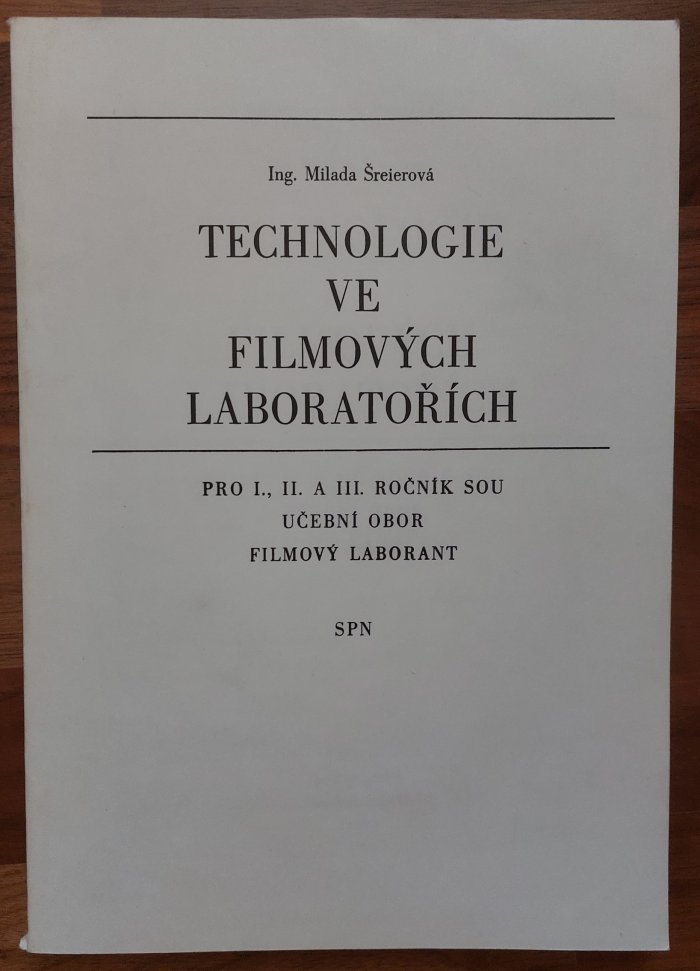 Ing. Milada Šreierová
TECHNOLOGIE
VE
FILMOVÝCH
LABORATOŘÍCH
PRO I., II. A III. ROČNÍK SOU
UČEBNÍ OBOR
FILMOVÝ LABORANT
SPN